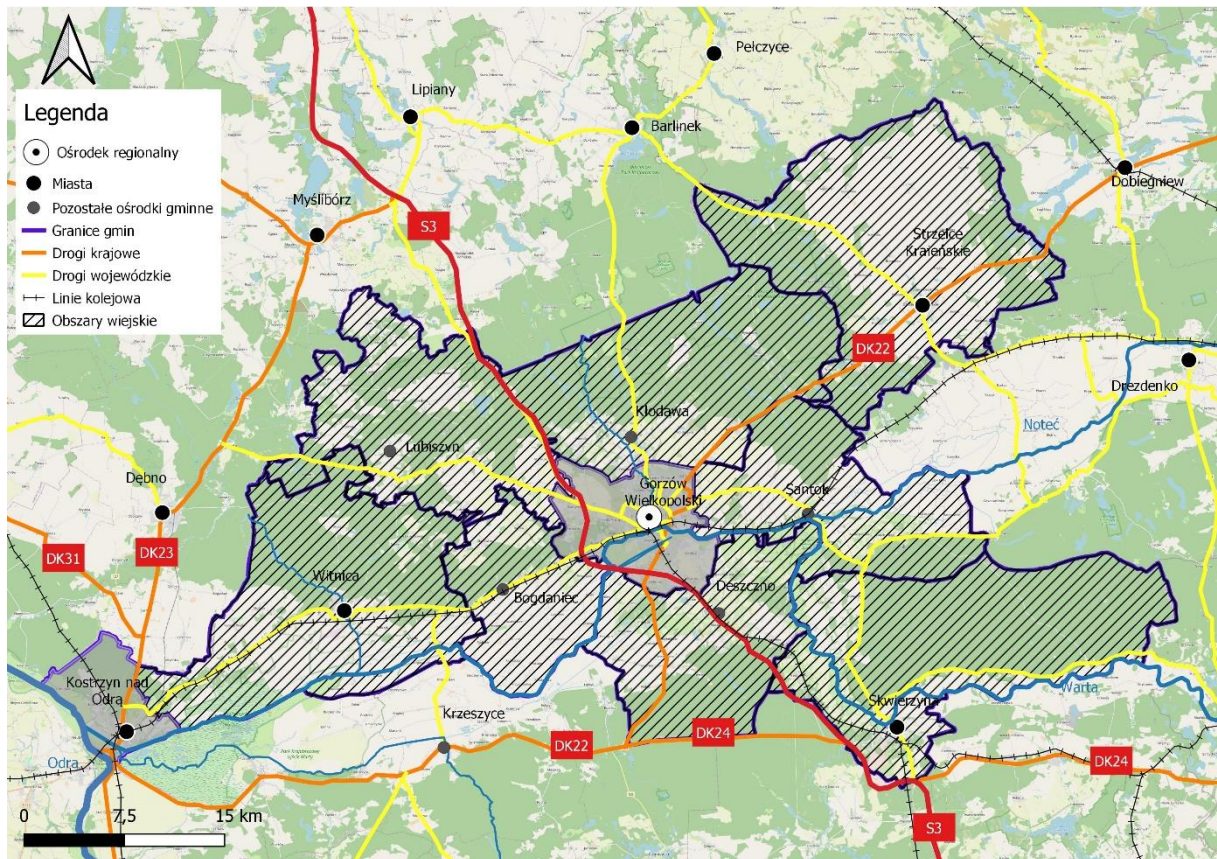 Legenda
Ośrodek regionalny
Miasta
Pozostałe ośrodki gminne
Granice gmin
Drogi krajowe
Drogi wojewódzkie
Linie kolejowa
Obszary wiejskie
Pełczyce
Lipiany
Barlinek
Dobiegniew
Myślibórz
S3
Strzelce
Kraieńskie
DK22
Drezdenko
Kłodawa
Noteć
Lubiszyn
Dębno
Gorzów
Wielkopolski
Santok
DK31
DK23
Witnica
Bogdaniec
Deszczno
Kostrzyn nad
Odrą
Skwierzyna
Warta
Krzeszyce
DK22
DK24
Odra
DK24
0
7,5
15 km
S3